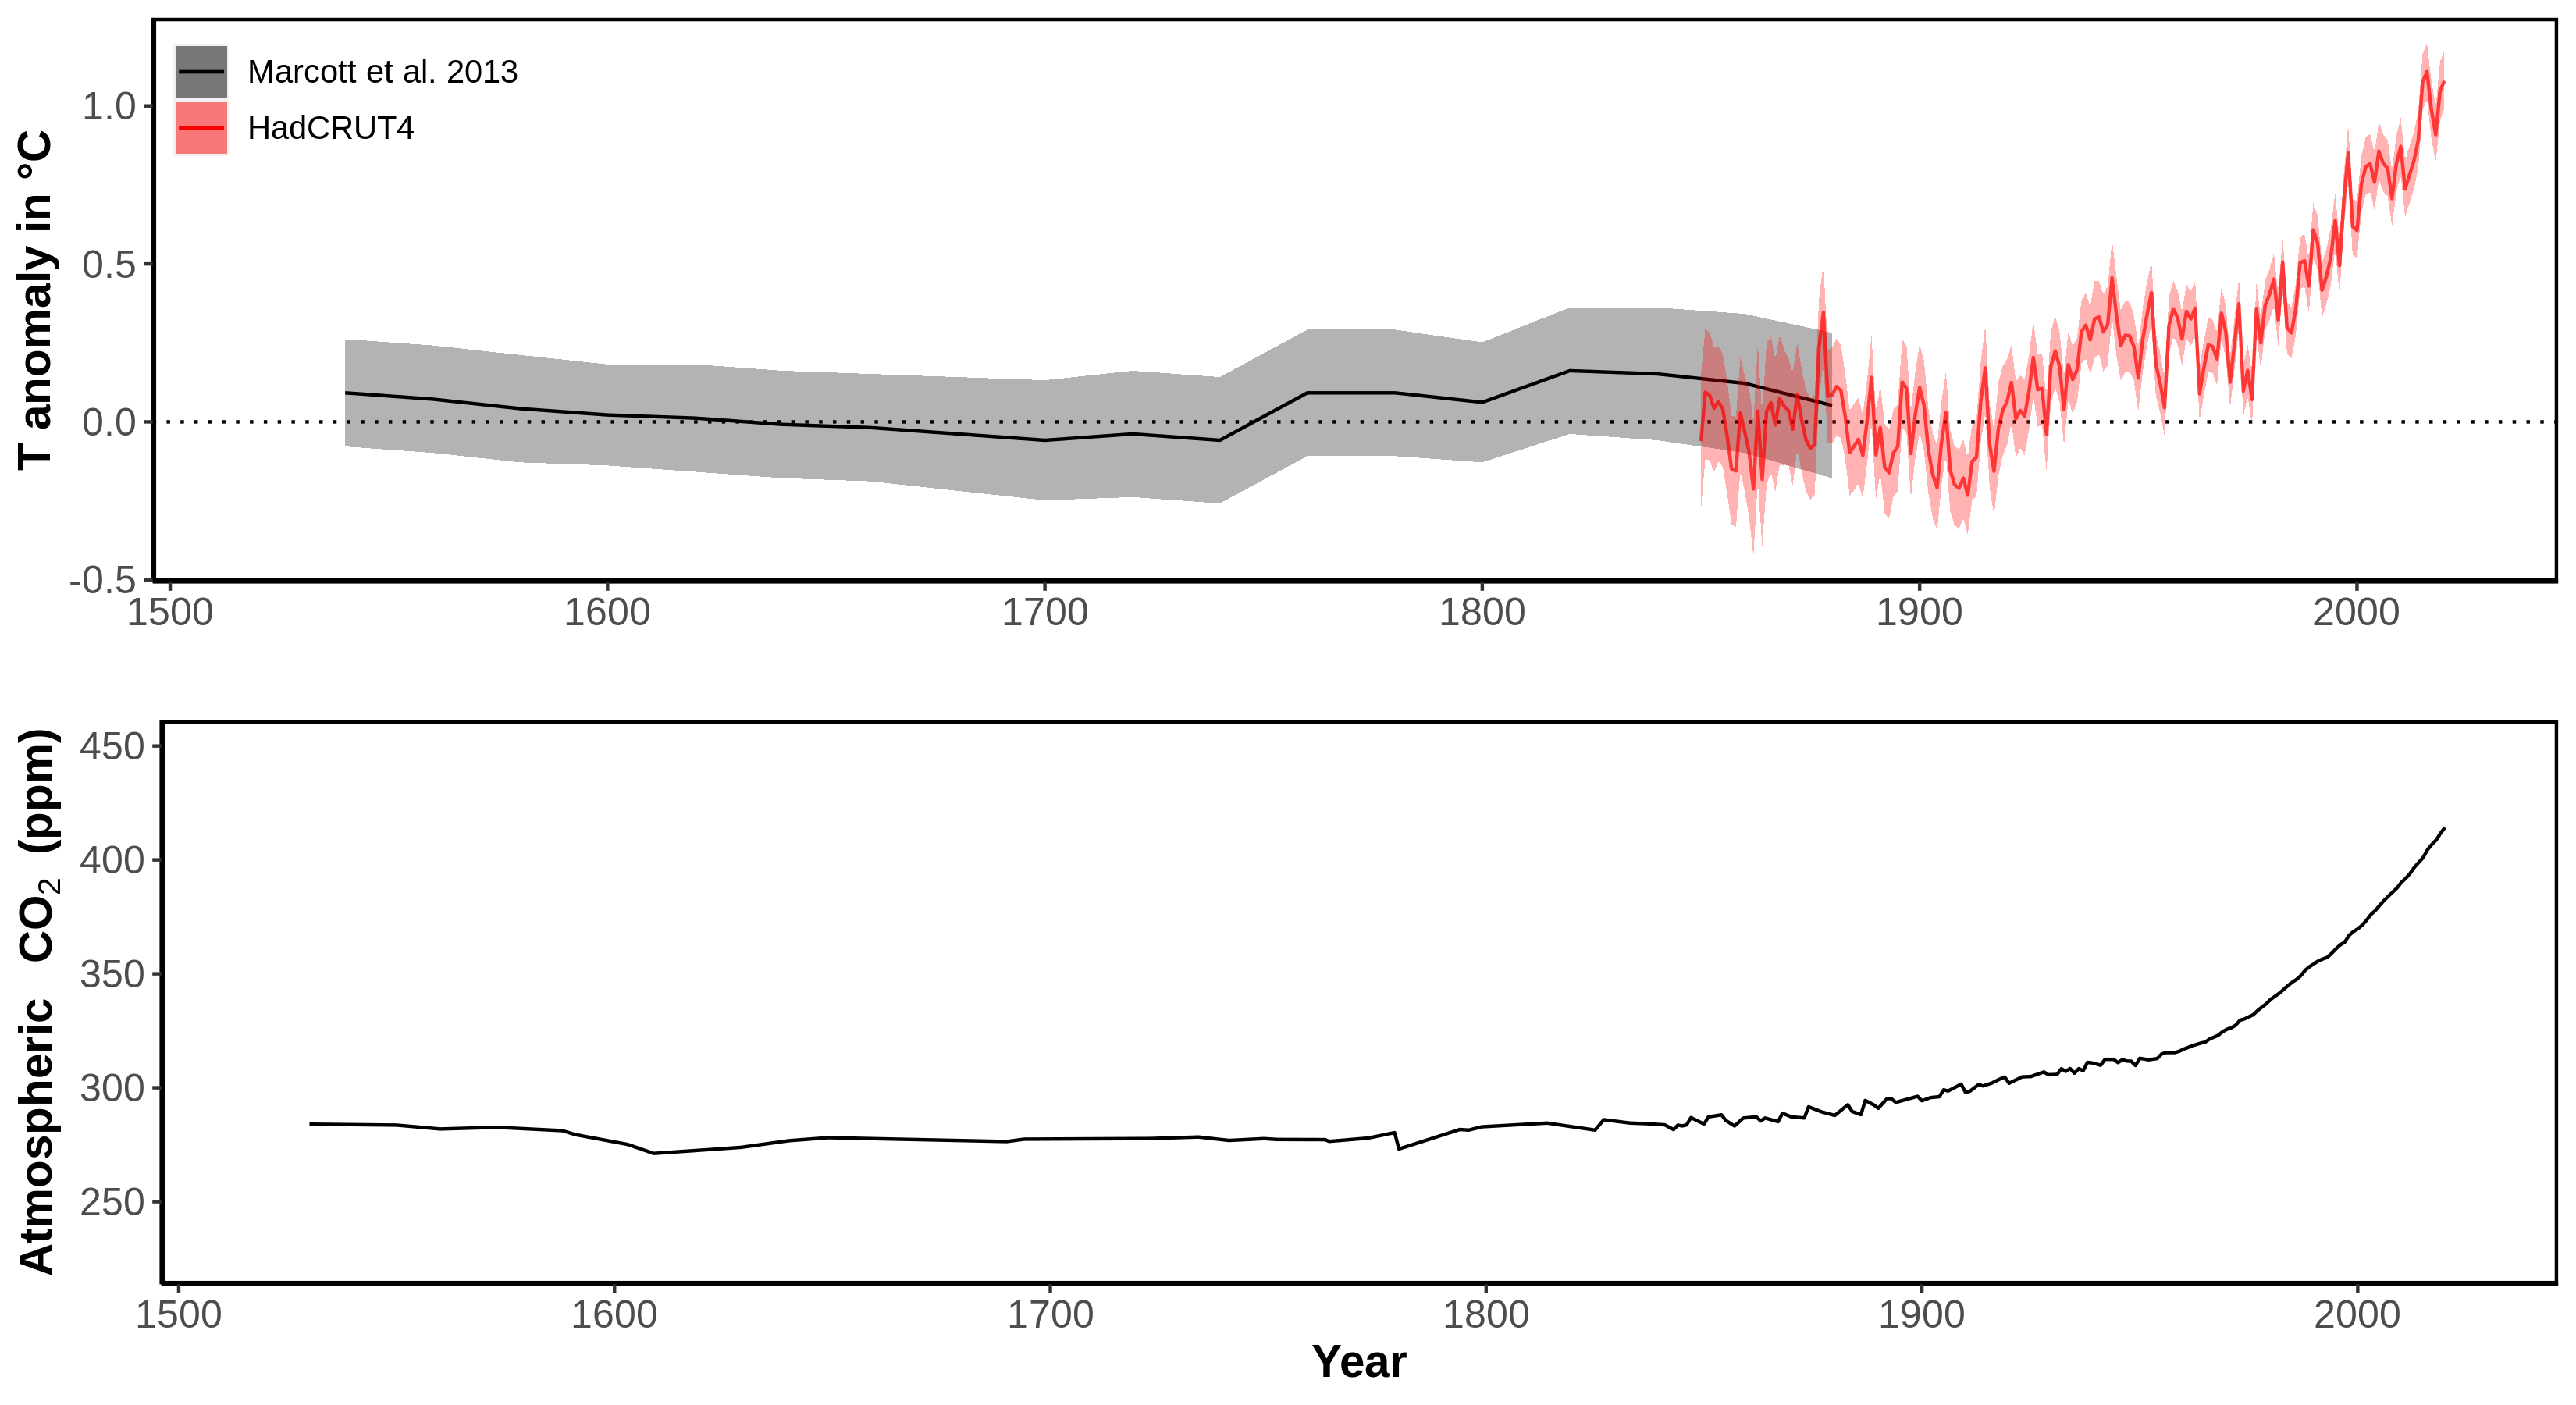 Marcott et al. 2013
HadCRUT4
T anomaly in °C
1.0
0.5
0.0
-0.5
1500 1600 1700 1800 1900 2000
Atmospheric CO₂ (ppm)
450
400
350
300
250
1500 1600 1700 1800 1900 2000
Year